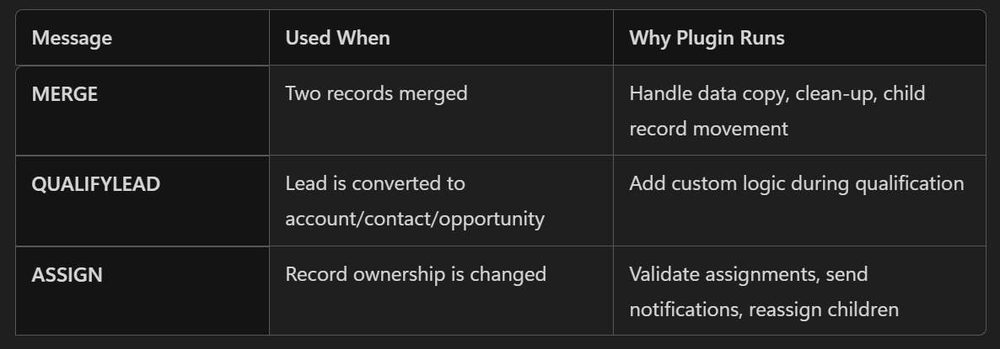 Message Used When Why Plugin Runs
MERGE Two records merged Handle data copy, clean-up, child
record movement
QUALIFYLEAD Lead is converted to Add custom logic during qualification
account/contact/opportunity
ASSIGN Record ownership is changed Validate assignments, send
notifications, reassign children